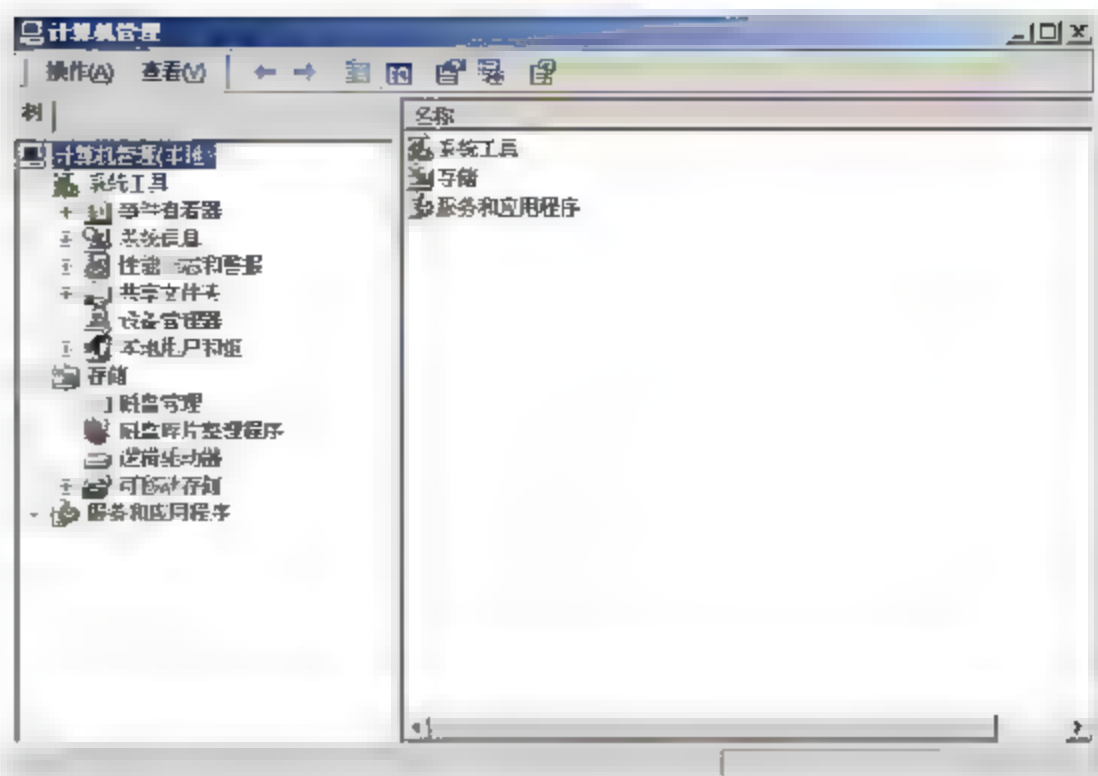 计算机管理
操作(A) 查看(V)
树
名称
计算机管理(本地
系统工具
事件查看器
系统信息
性能日志和警报
共享文件夹
设备管理器
本地用户和组
存储
磁盘管理
磁盘碎片整理程序
逻辑驱动器
可移动存储
服务和应用程序
系统工具
存储
服务和应用程序